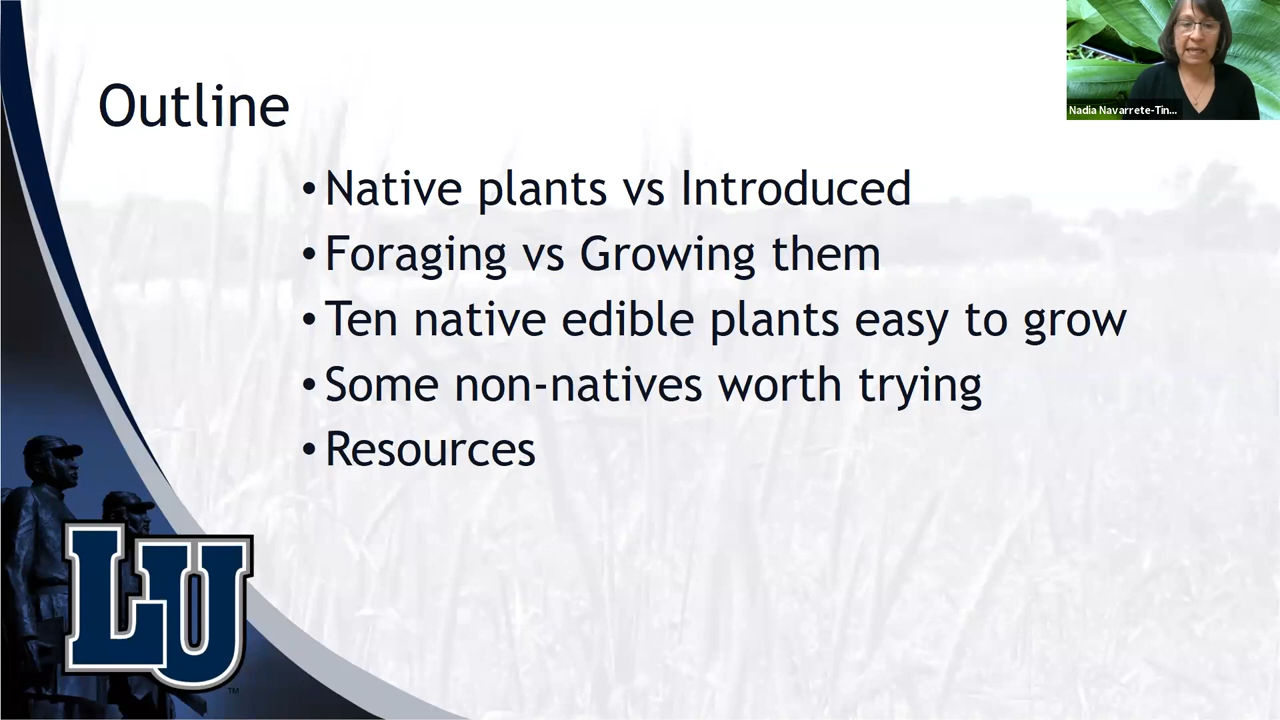 Outline
Nadia Navarrete-Tin...
• Native plants vs Introduced
• Foraging vs Growing them
• Ten native edible plants easy to grow
• Some non-natives worth trying
• Resources
LU
TM